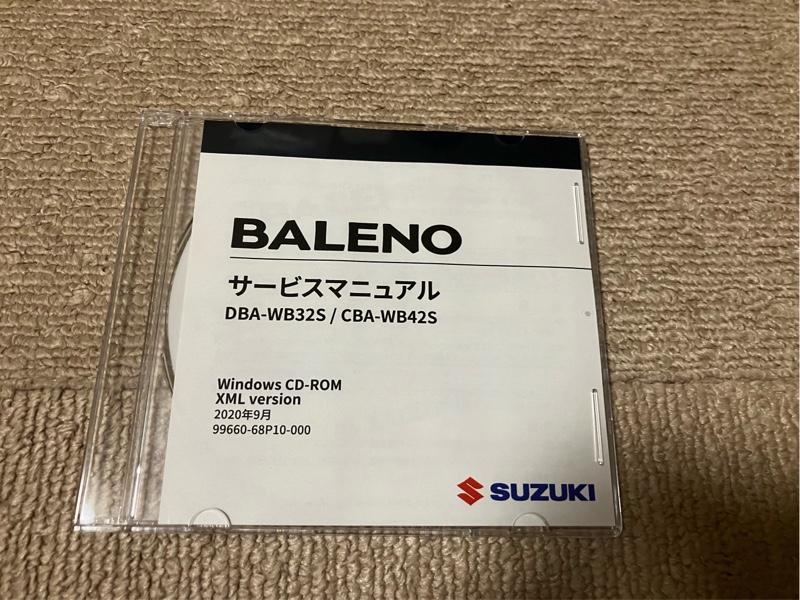 BALENO
サービスマニュアル
DBA-WB32S / CBA-WB42S
Windows CD-ROM
XML version
2020年9月
99660-68P10-000
SUZUKI